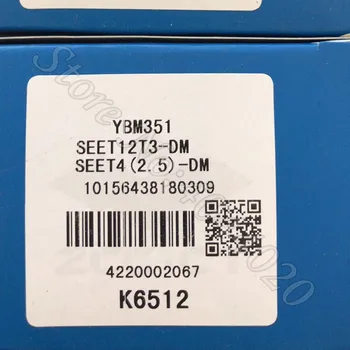 YBM351
SEET12T3-DM
SEET4(2.5)-DM
10156438180309
4220002067
K6512